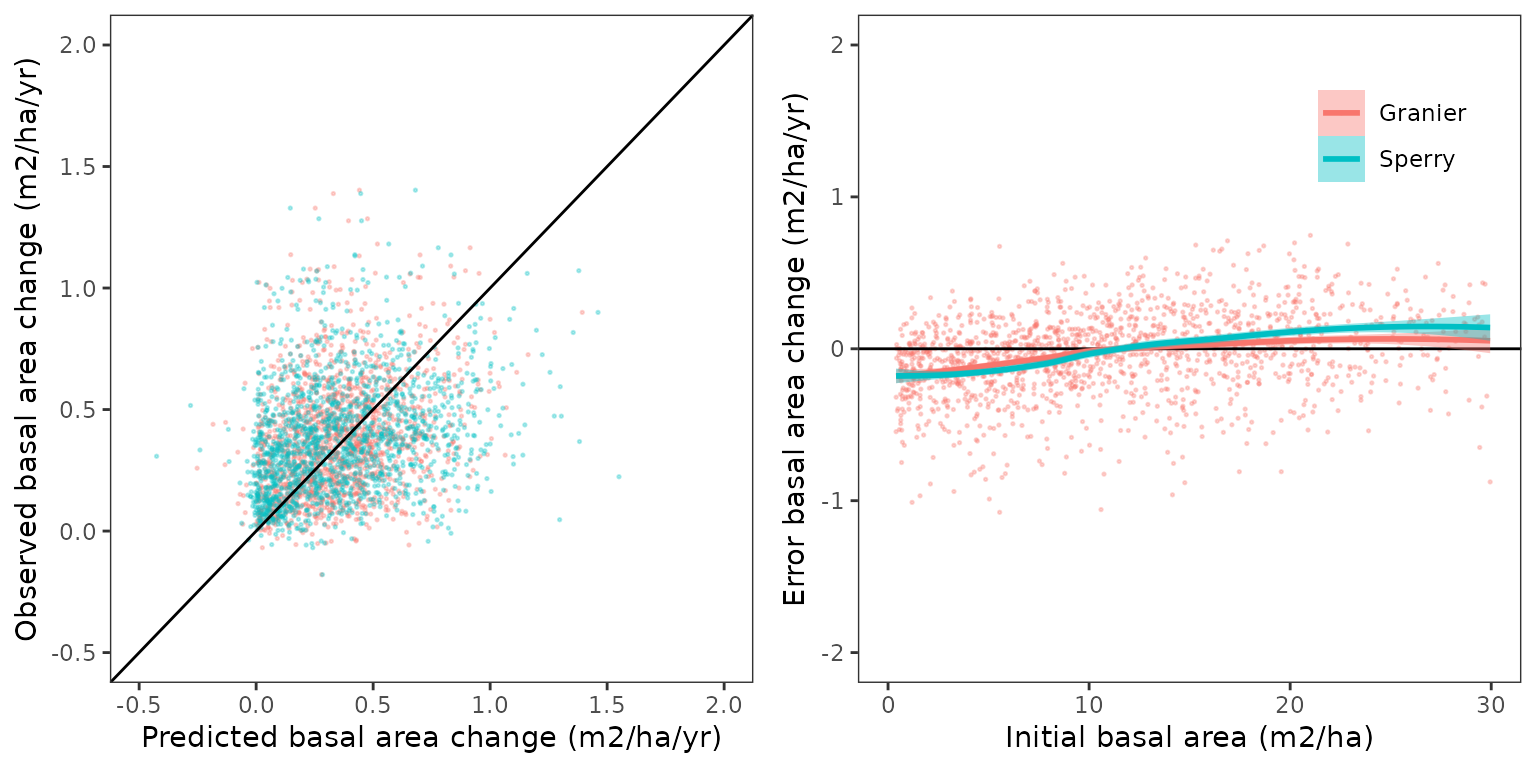 Observed basal area change (m2/ha/yr)
2.0
1.5
1.0
0.5
0.0
-0.5
-0.5 0.0 0.5 1.0 1.5 2.0
Predicted basal area change (m2/ha/yr)
Error basal area change (m2/ha/yr)
2
1
0
-1
-2
Granier
Sperry
0 10 20 30
Initial basal area (m2/ha)